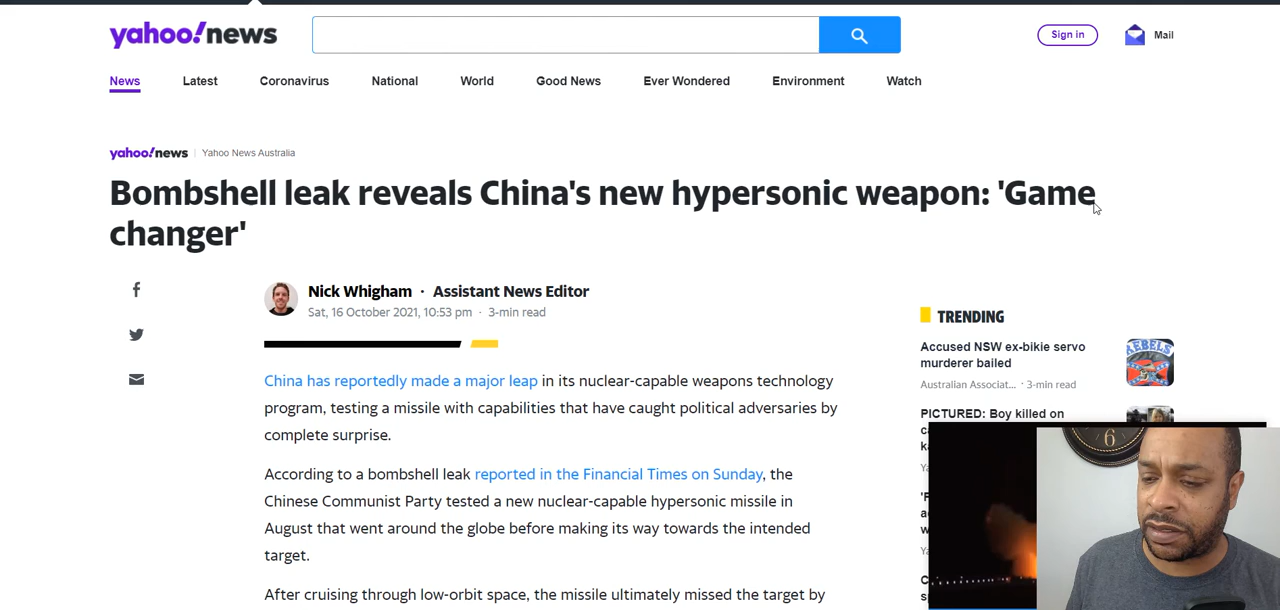 yahoo!news
Sign in
Mail
News
Latest
Coronavirus
National
World
Good News
Ever Wondered
Environment
Watch
yahoo!news | Yahoo News Australia
Bombshell leak reveals China's new hypersonic weapon: 'Game
changer'
Nick Whigham · Assistant News Editor
Sat, 16 October 2021, 10:53 pm · 3-min read
China has reportedly made a major leap in its nuclear-capable weapons technology
program, testing a missile with capabilities that have caught political adversaries by
complete surprise.
According to a bombshell leak reported in the Financial Times on Sunday, the
Chinese Communist Party tested a new nuclear-capable hypersonic missile in
August that went around the globe before making its way towards the intended
target.
After cruising through low-orbit space, the missile ultimately missed the target by
TRENDING
Accused NSW ex-bikie servo
murderer bailed
Australian Associat... · 3-min read
REBELS
PICTURED: Boy killed on
6